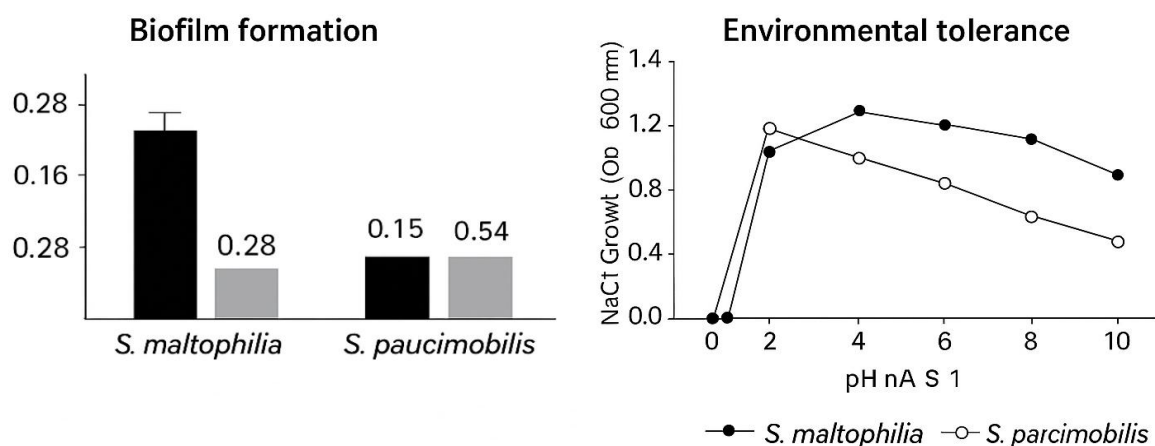 Biofilm formation
0.28
0.16
0.28
0.28
0.15
0.54
S. maltophilia
S. paucimobilis
Environmental tolerance
NaCt Growt (Op 600 nm)
1.4
1.2
0.8
0.4
0.0
0 2 4 6 8 10
pH nA S 1
S. maltophilia
S. parcimobilis